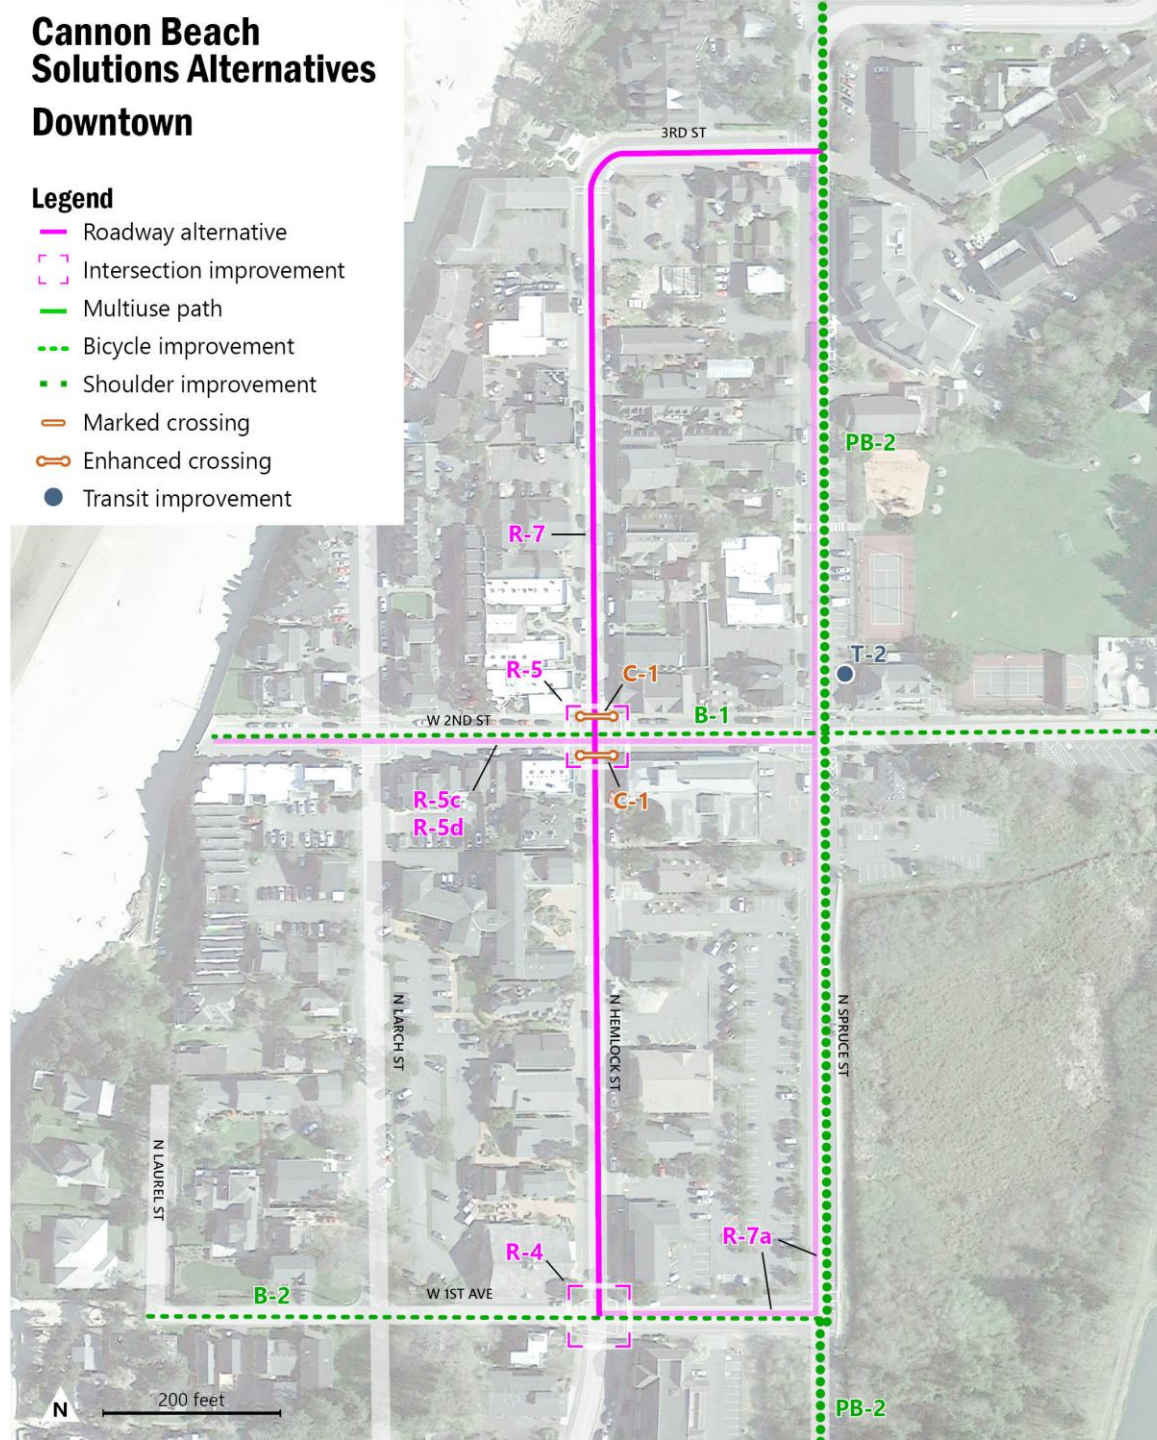 Cannon Beach
Solutions Alternatives
Downtown
Legend
Roadway alternative
Intersection improvement
Multiuse path
Bicycle improvement
Shoulder improvement
Marked crossing
Enhanced crossing
Transit improvement
3RD ST
PB-2
R-7
T-2
R-5
C-1
B-1
W 2ND ST
R-5c
R-5d
C-1
N LARCH ST
N HEMLOCK ST
N SPRUCE ST
N LAUREL ST
R-7a
R-4
B-2
W 1ST AVE
200 feet
N
PB-2